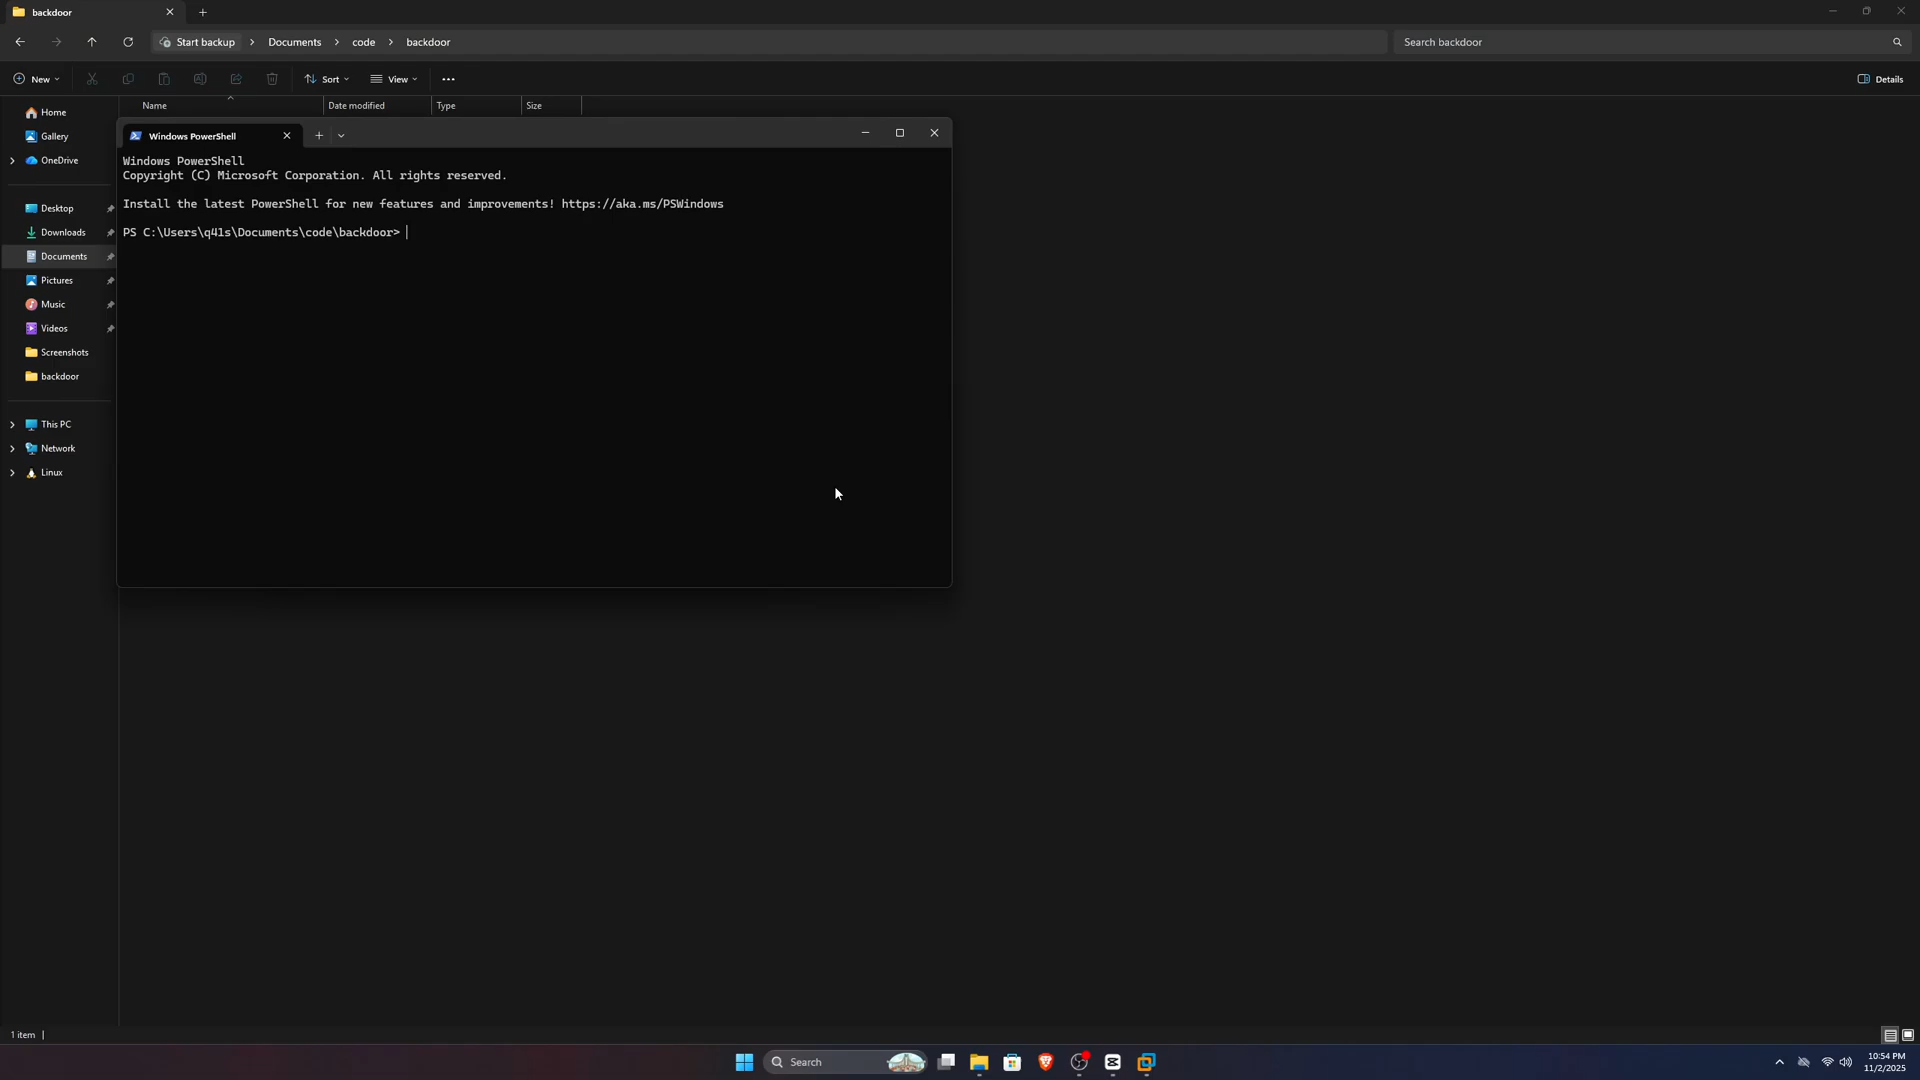 backdoor
Start backup
Documents
code
backdoor
Search backdoor
New
Sort
View
Details
Name
Date modified
Type
Size
Home
Gallery
OneDrive
Desktop
Downloads
Documents
Pictures
Music
Videos
Screenshots
backdoor
This PC
Network
Linux
Windows PowerShell
Windows PowerShell
Copyright (C) Microsoft Corporation. All rights reserved.
Install the latest PowerShell for new features and improvements! https://aka.ms/PSWindows
PS C:\Users\q41s\Documents\code\backdoor>
1 item
Search
10:54 PM
11/2/2025